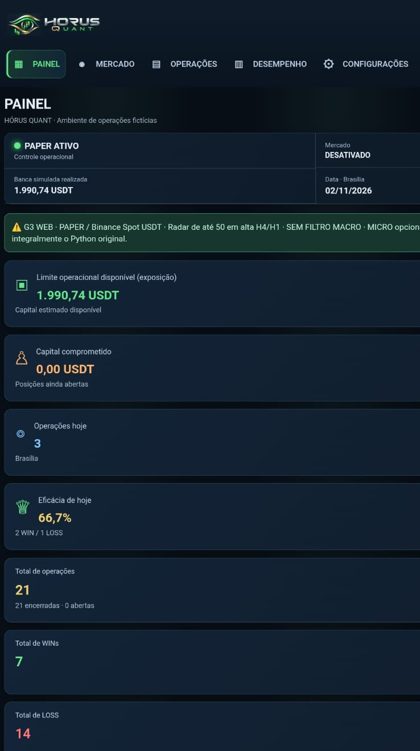 HORUS
QUANT
PAINEL
MERCADO
OPERAÇÕES
DESEMPENHO
CONFIGURAÇÕES
PAINEL
HÓRUS QUANT · Ambiente de operações fictícias
PAPER ATIVO
Controle operacional
Mercado
DESATIVADO
Banca simulada realizada
1.990,74 USDT
Data · Brasília
02/11/2026
G3 WEB · PAPER / Binance Spot USDT · Radar de até 50 em alta H4/H1 · SEM FILTRO MACRO · MICRO opcion
integralmente o Python original.
Limite operacional disponível (exposição)
1.990,74 USDT
Capital estimado disponível
Capital comprometido
0,00 USDT
Posições ainda abertas
Operações hoje
3
Brasília
Eficácia de hoje
66,7%
2 WIN / 1 LOSS
Total de operações
21
21 encerradas · 0 abertas
Total de WINs
7
Total de LOSS
14